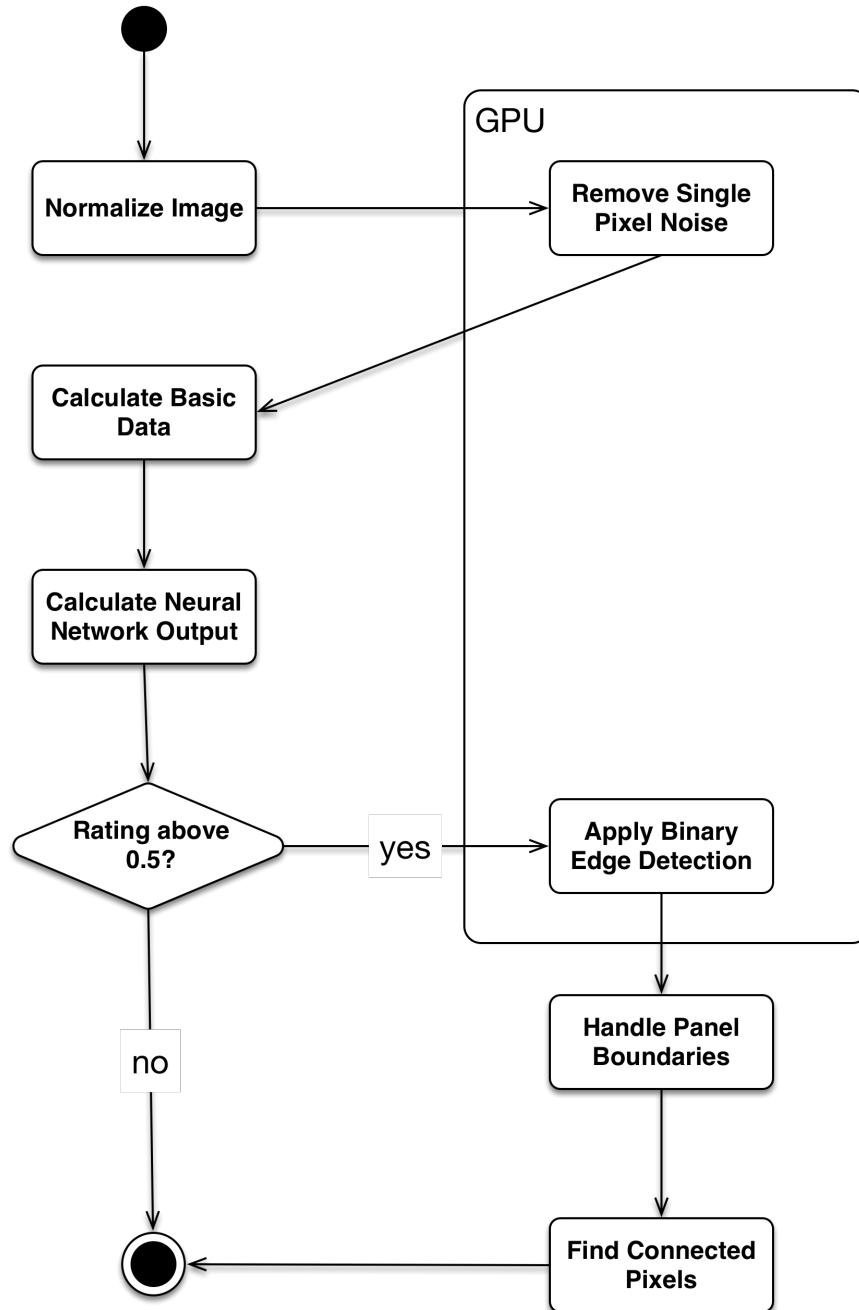 GPU
Normalize Image
Remove Single
Pixel Noise
Calculate Basic
Data
Calculate Neural
Network Output
Rating above
0.5?
yes
Apply Binary
Edge Detection
Handle Panel
Boundaries
no
Find Connected
Pixels